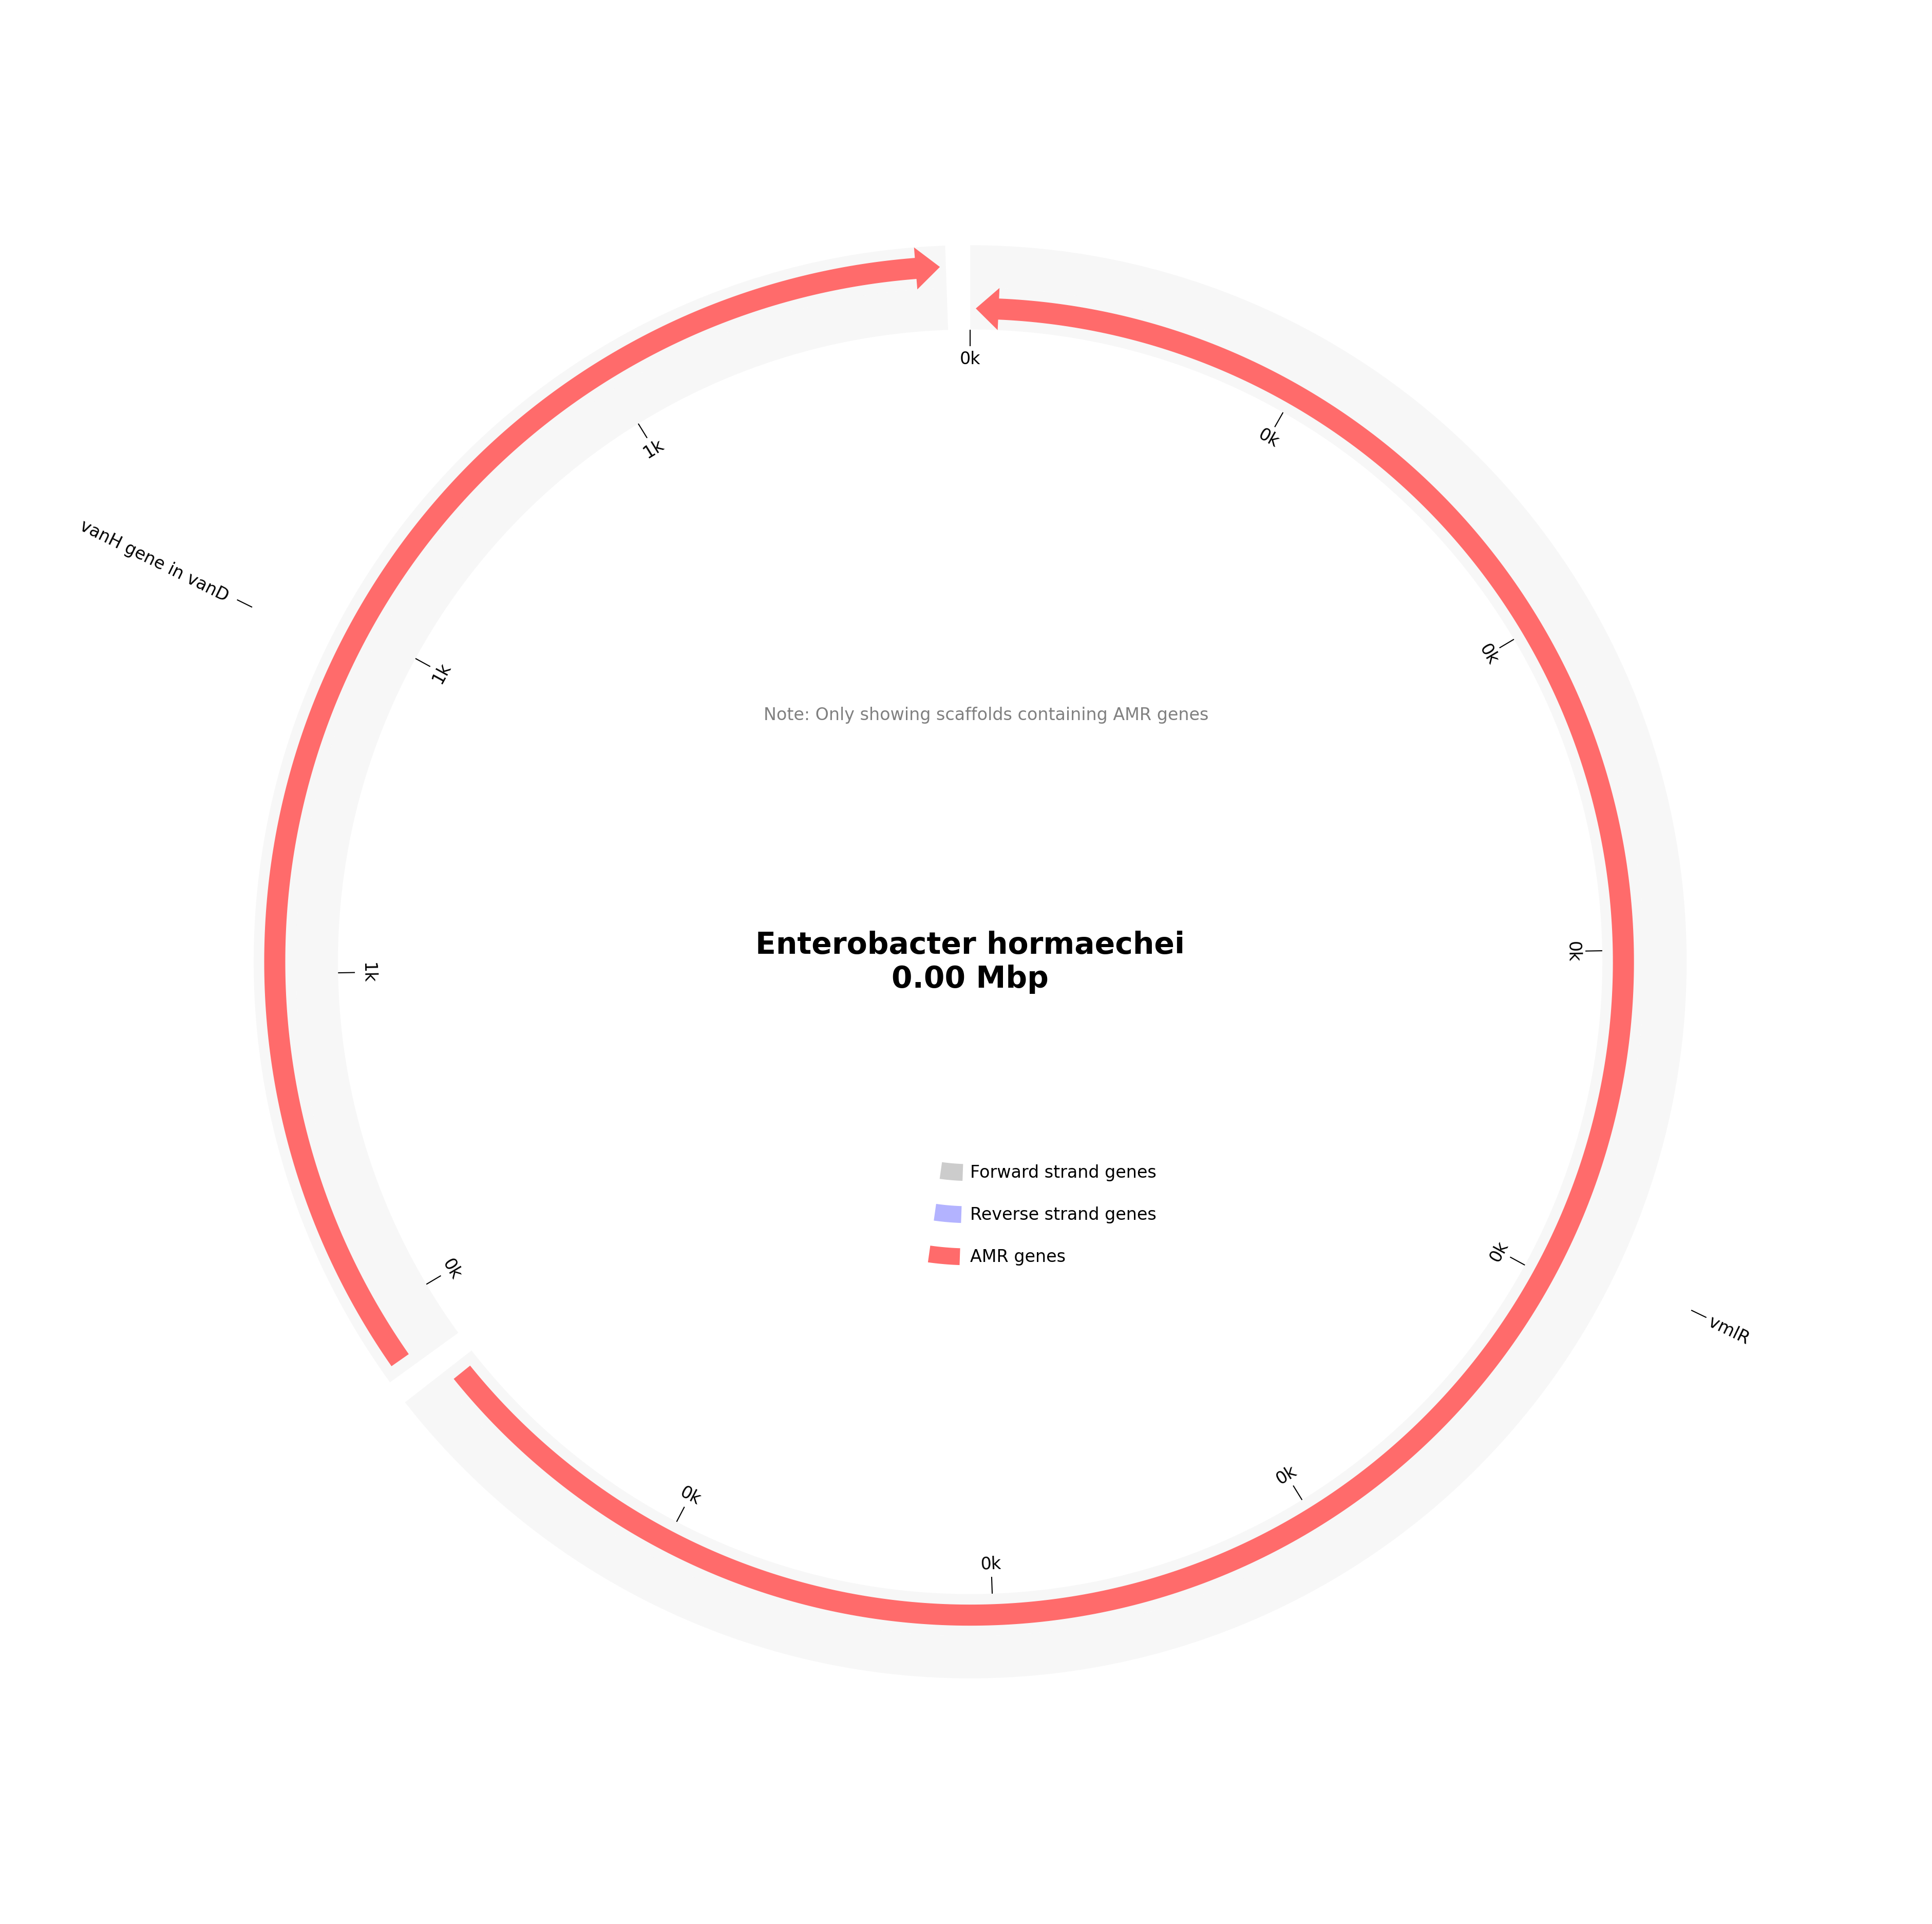 0k
0k
vanH gene in vanD
1k
0k
1k
Note: Only showing scaffolds containing AMR genes
Enterobacter hormaechei
0.00 Mbp
0k
1k
Forward strand genes
Reverse strand genes
AMR genes
0k
0k
vmlR
0k
0k
0k